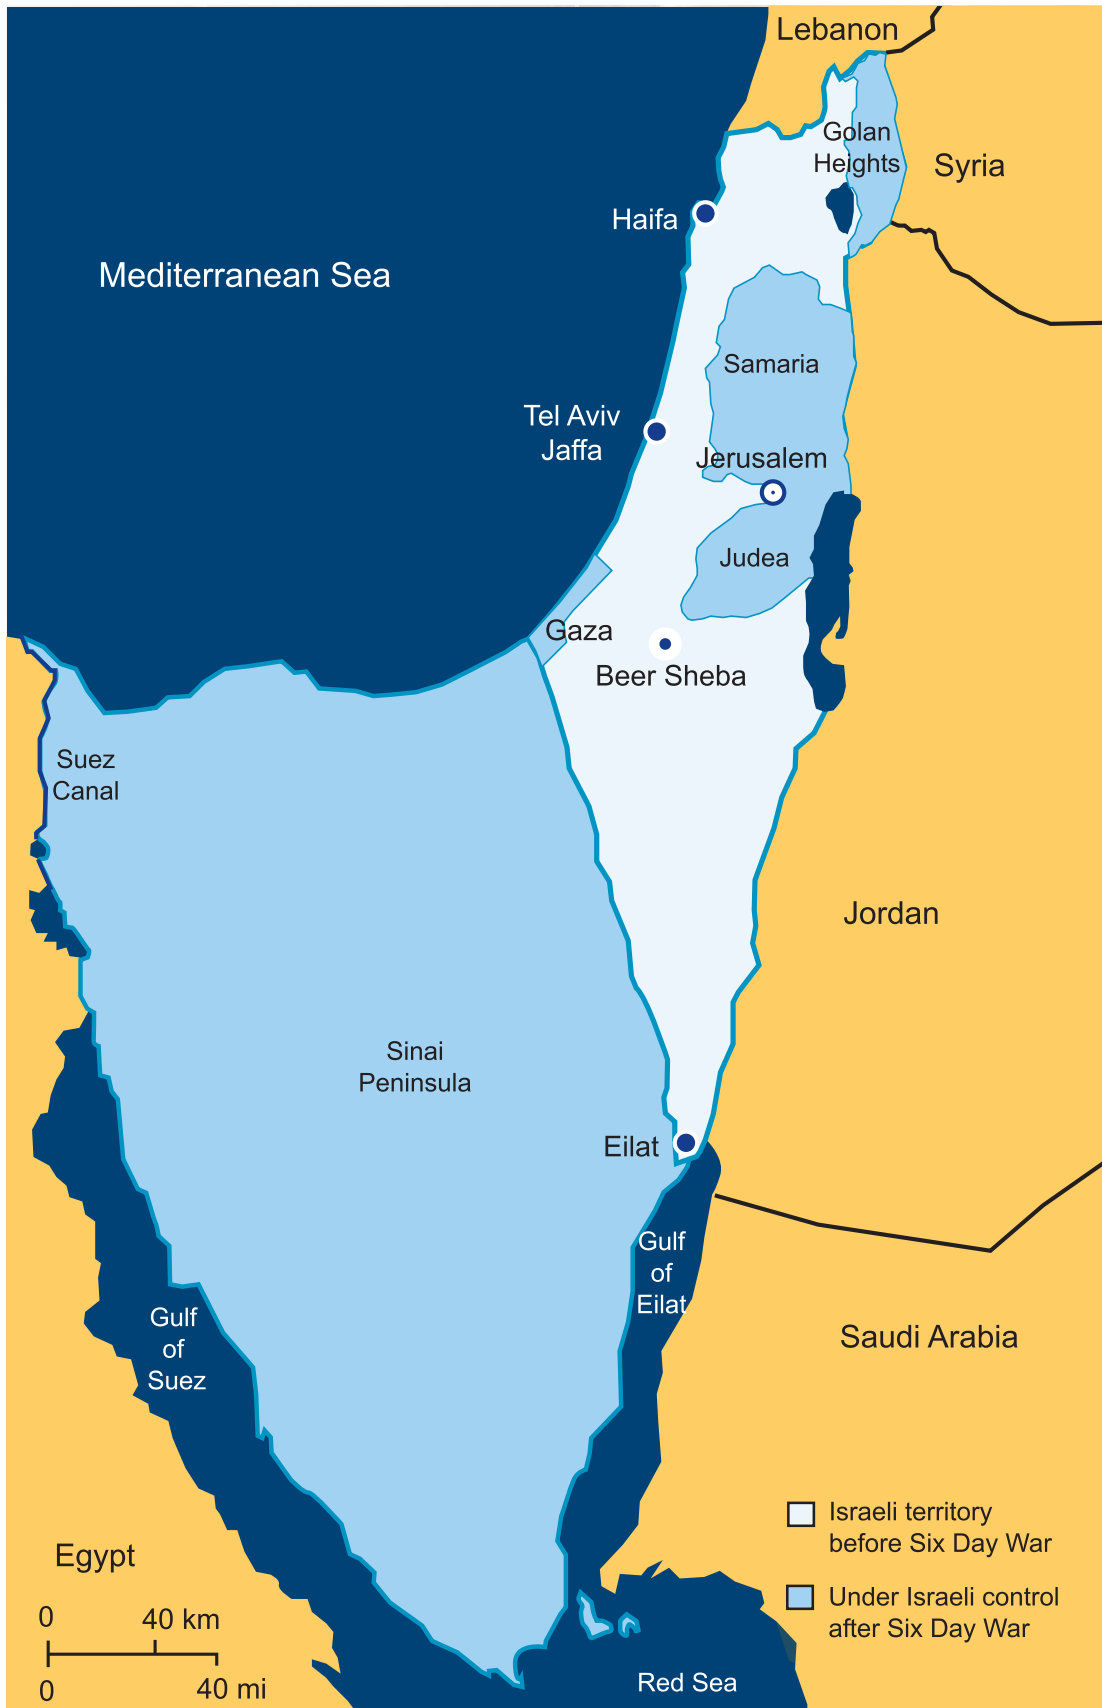 Lebanon
Golan
Heights
Syria
Haifa
Mediterranean Sea
Samaria
Tel Aviv
Jaffa
Jerusalem
Judea
Gaza
Beer Sheba
Suez
Canal
Jordan
Sinai
Peninsula
Eilat
Gulf
of
Eilat
Gulf
of
Suez
Saudi Arabia
Israeli territory
before Six Day War
Egypt
Under Israeli control
after Six Day War
0 40 km
0 40 mi
Red Sea